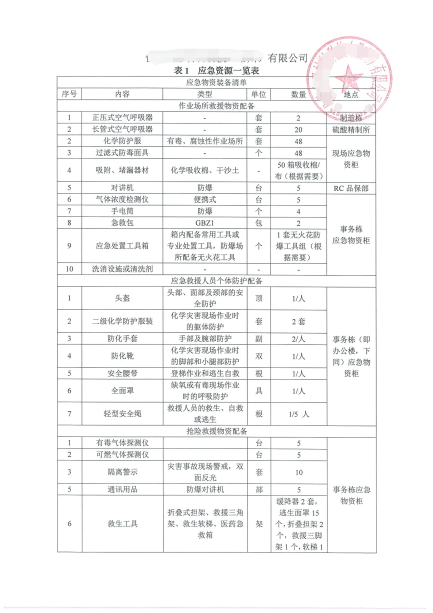 有限公司
表 1 应急资源一览表
应急物资装备清单
序号 内容 类型 单位 数量 地点
作业场所救援物资配备
1 正压式空气呼吸器 - 套 2 制造栋
2 长管式空气呼吸器 - 套 20 硫酸精制所
2 化学防护服 有毒、腐蚀性作业场所 套 48 现场应急物资柜
3 过滤式防毒面具 - 个 48
4 吸附、堵漏器材 化学吸收棉、干沙土 - 50 箱吸收棉/布（根据需要）
5 对讲机 防爆 台 5 RC 品保部
6 气体浓度检测仪 便携式 台 5 事务栋应急物资柜
7 手电筒 防爆 个 4
8 急救包 GBZ1 包 2
9 应急处置工具箱 箱内配备常用工具或专业处置工具，防爆场所配备无火花工具 个 1 套无火花防爆工具组（根据需要）
10 洗消设施或清洗剂 - - -
应急救援人员个体防护配备
1 头盔 头部、面部及颈部的安全防护 顶 1/人 事务栋（即办公楼，下同）应急物资柜
2 二级化学防护服装 化学灾害现场作业时的躯体防护 套 2 套
3 防化手套 手部及腕部防护 副 2/人
4 防化靴 化学灾害现场作业时的脚部和小腿部防护 双 1/人
5 安全腰带 登梯作业和逃生自救 根 1/人
6 全面罩 缺氧或有毒现场作业时的呼吸防护 具 1/人
7 轻型安全绳 救援人员的救生、自救或逃生 根 1/5 人
抢险救援物资配备
1 有毒气体探测仪 台 5 事务栋应急物资柜
2 可燃气体探测仪 台 5
3 隔离警示 灾害事故现场警戒，双面反光 套 10
5 通讯用品 防爆对讲机 部 5
6 救生工具 折叠式担架、救援三角架、救生软梯、医药急救箱 架 缓降器 2 套，逃生面罩 15 个，折叠担架 2 个，救援三脚架 1 个，软梯 1